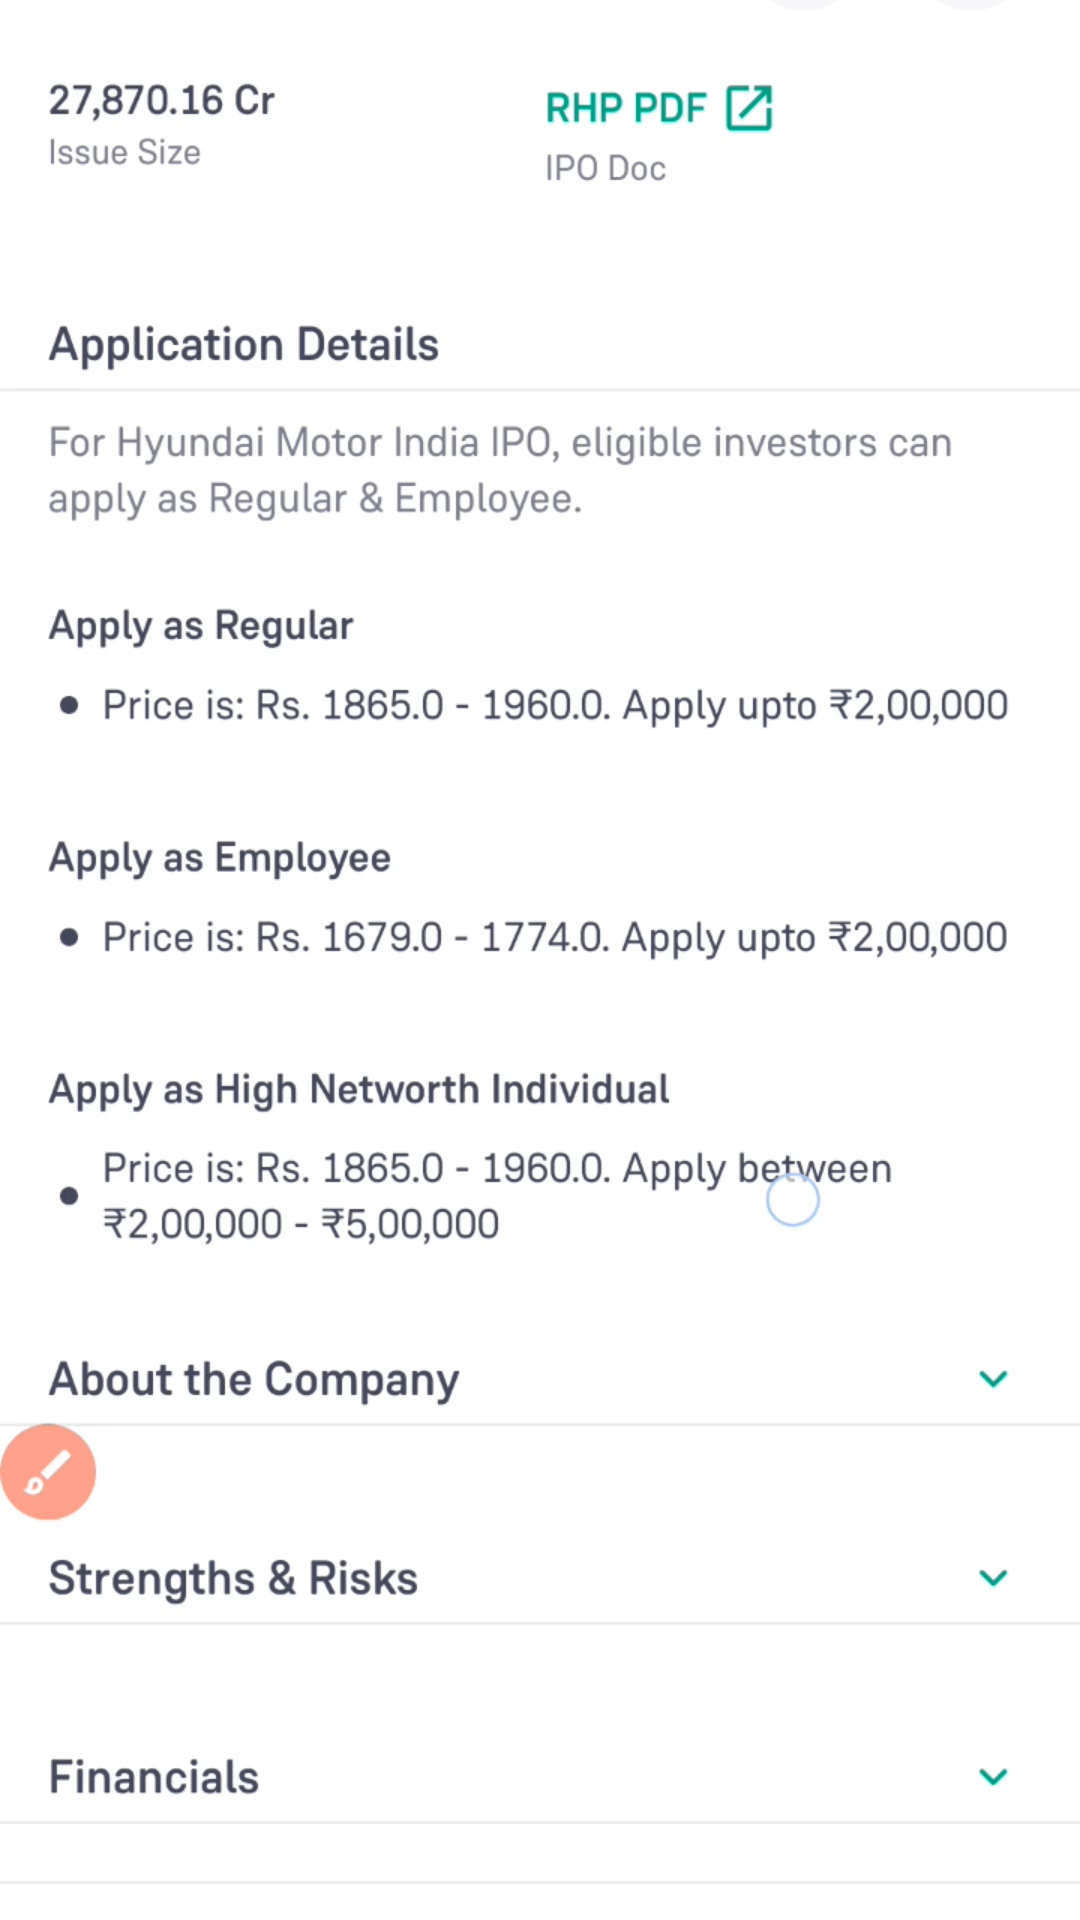 27,870.16 Cr
Issue Size
RHP PDF
IPO Doc
Application Details
For Hyundai Motor India IPO, eligible investors can
apply as Regular & Employee.
Apply as Regular
• Price is: Rs. 1865.0 - 1960.0. Apply upto ₹2,00,000
Apply as Employee
• Price is: Rs. 1679.0 - 1774.0. Apply upto ₹2,00,000
Apply as High Networth Individual
• Price is: Rs. 1865.0 - 1960.0. Apply between
₹2,00,000 - ₹5,00,000
About the Company
Strengths & Risks
Financials